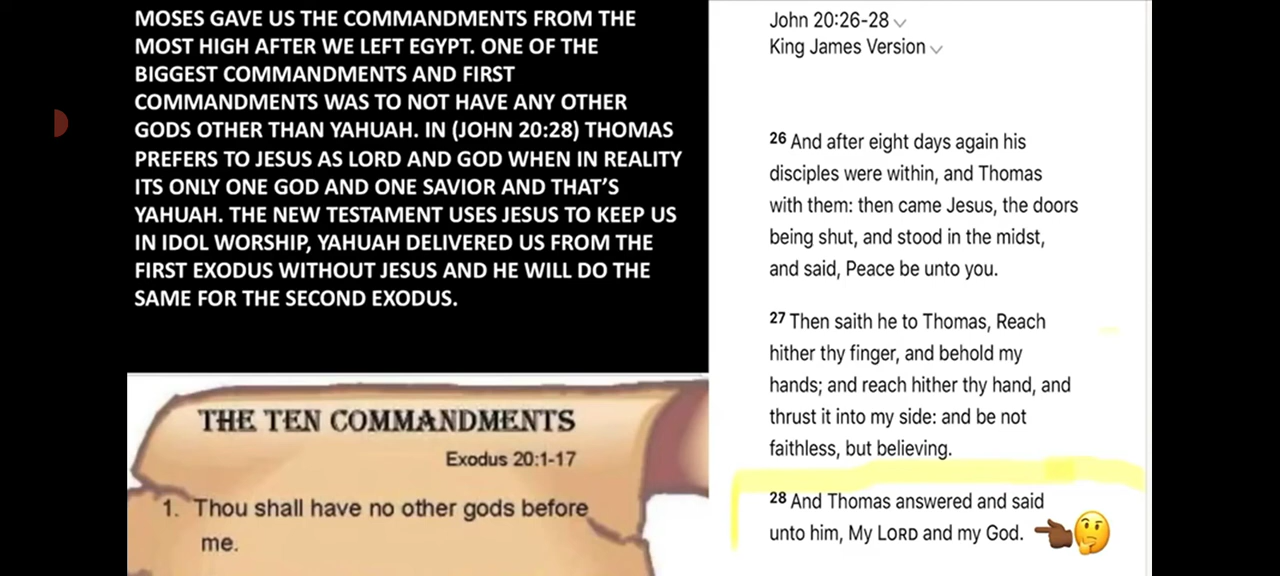 MOSES GAVE US THE COMMANDMENTS FROM THE
MOST HIGH AFTER WE LEFT EGYPT. ONE OF THE
BIGGEST COMMANDMENTS AND FIRST
COMMANDMENTS WAS TO NOT HAVE ANY OTHER
GODS OTHER THAN YAHUAH. IN (JOHN 20:28) THOMAS
PREFERS TO JESUS AS LORD AND GOD WHEN IN REALITY
ITS ONLY ONE GOD AND ONE SAVIOR AND THAT'S
YAHUAH. THE NEW TESTAMENT USES JESUS TO KEEP US
IN IDOL WORSHIP, YAHUAH DELIVERED US FROM THE
FIRST EXODUS WITHOUT JESUS AND HE WILL DO THE
SAME FOR THE SECOND EXODUS.
THE TEN COMMANDMENTS
Exodus 20:1-17
1. Thou shall have no other gods before
me.
John 20:26-28
King James Version
26 And after eight days again his
disciples were within, and Thomas
with them: then came Jesus, the doors
being shut, and stood in the midst,
and said, Peace be unto you.
27 Then saith he to Thomas, Reach
hither thy finger, and behold my
hands; and reach hither thy hand, and
thrust it into my side: and be not
faithless, but believing.
28 And Thomas answered and said
unto him, My LORD and my God. 👈🏾🤔